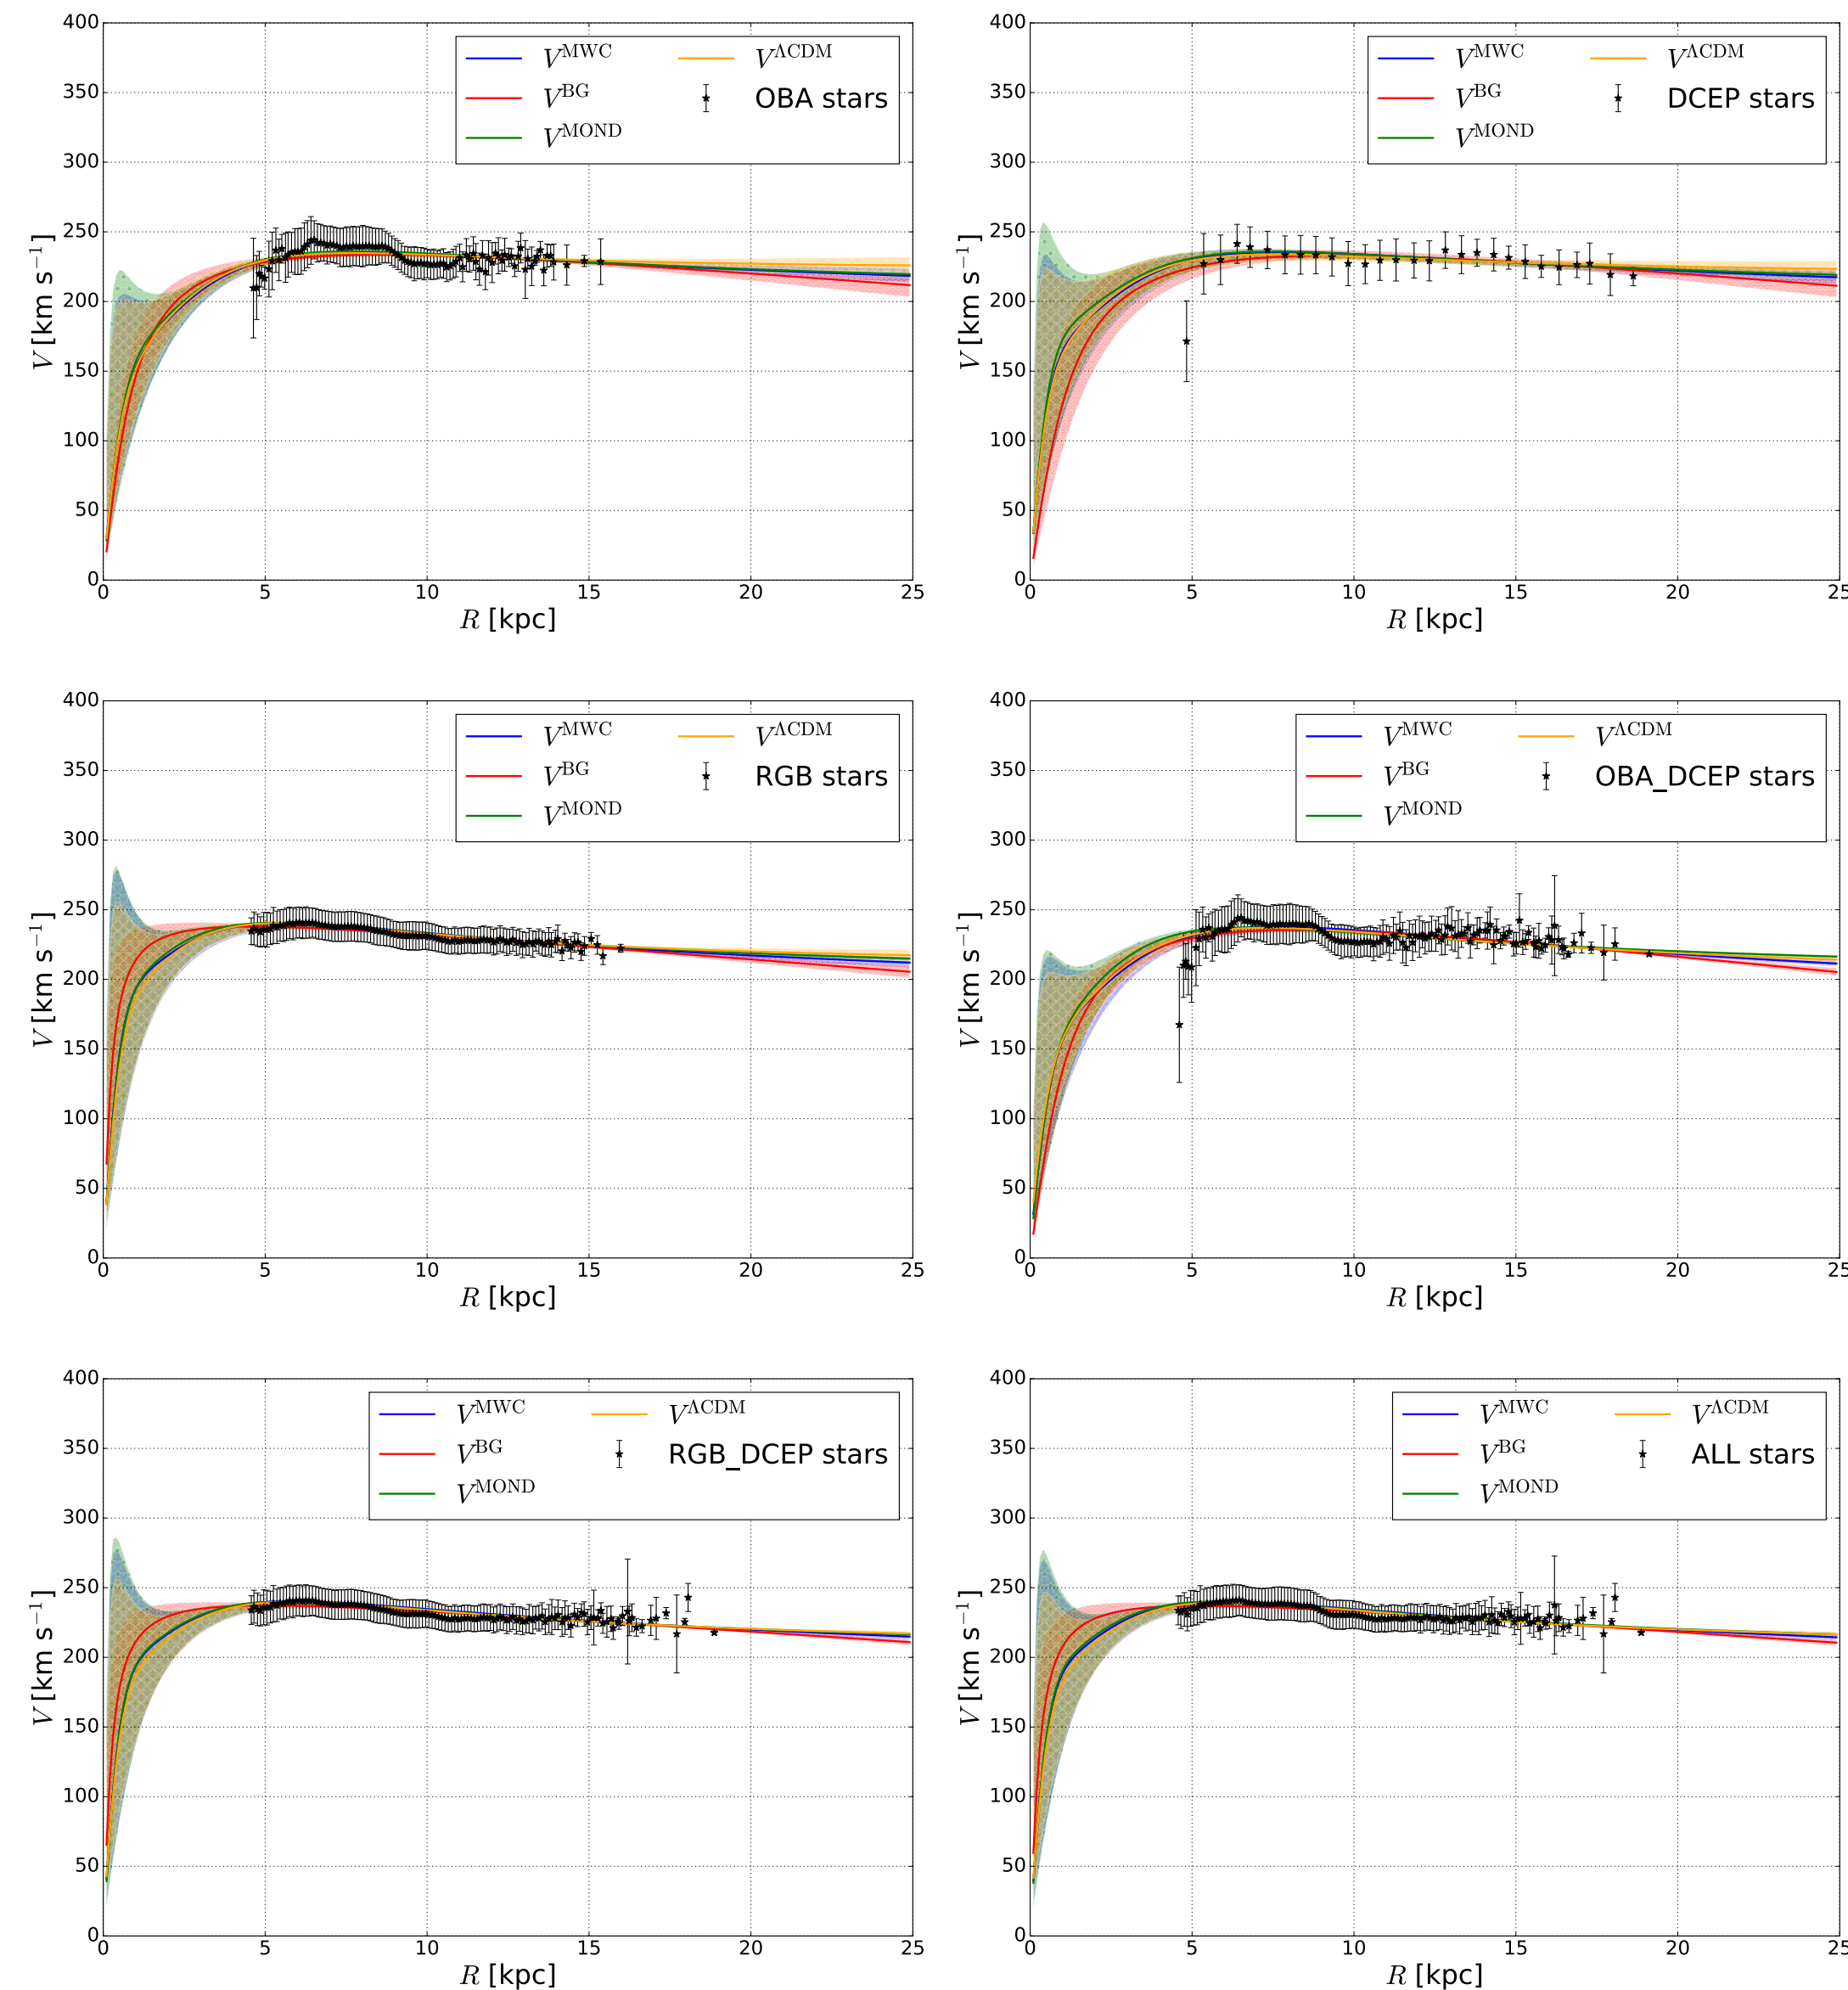 400
350
300
250
200
150
100
50
0
V [km s⁻¹]
V^MWC V^ΛCDM
V^BG OBA stars
V^MOND
0 5 10 15 20 25
R [kpc]
400
350
300
250
200
150
100
50
0
V [km s⁻¹]
V^MWC V^ΛCDM
V^BG DCEP stars
V^MOND
0 5 10 15 20 25
R [kpc]
400
350
300
250
200
150
100
50
0
V [km s⁻¹]
V^MWC V^ΛCDM
V^BG RGB stars
V^MOND
0 5 10 15 20 25
R [kpc]
400
350
300
250
200
150
100
50
0
V [km s⁻¹]
V^MWC V^ΛCDM
V^BG OBA_DCEP stars
V^MOND
0 5 10 15 20 25
R [kpc]
400
350
300
250
200
150
100
50
0
V [km s⁻¹]
V^MWC V^ΛCDM
V^BG RGB_DCEP stars
V^MOND
0 5 10 15 20 25
R [kpc]
400
350
300
250
200
150
100
50
0
V [km s⁻¹]
V^MWC V^ΛCDM
V^BG ALL stars
V^MOND
0 5 10 15 20 25
R [kpc]